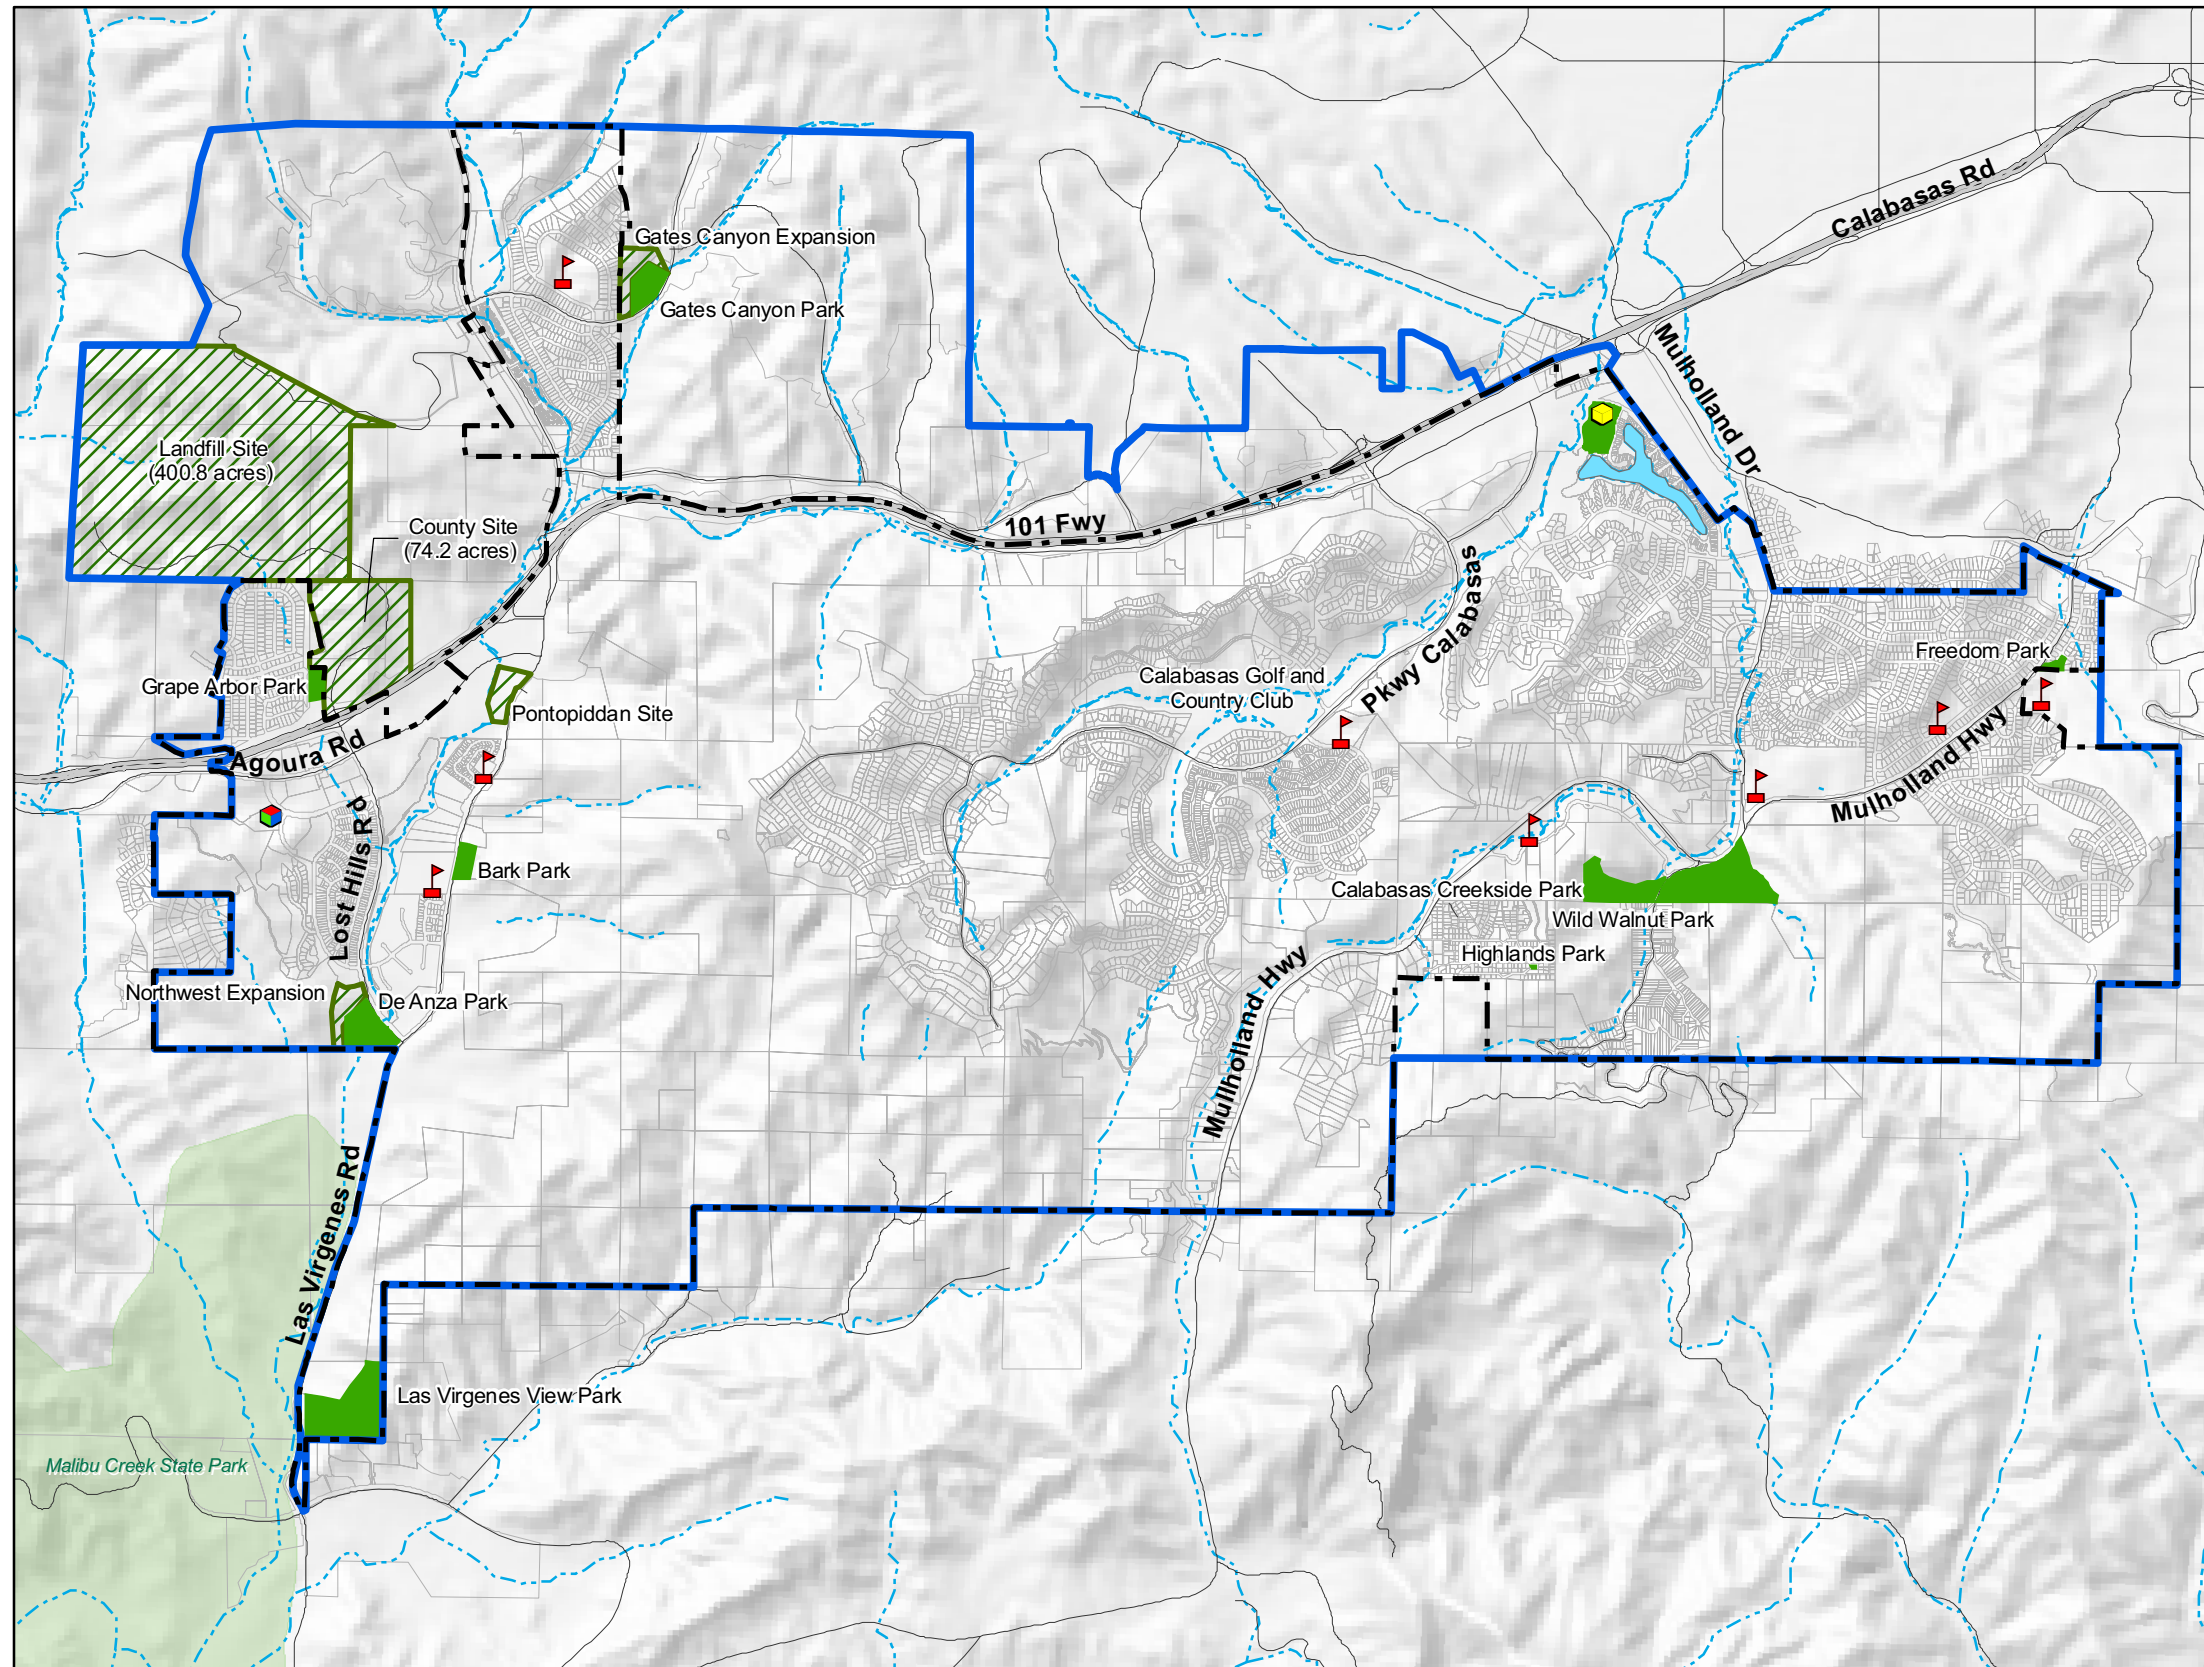 Calabasas Rd
Gates Canyon Expansion
Gates Canyon Park
Mulholland Dr
Landfill Site
(400.8 acres)
County Site
(74.2 acres)
101 Fwy
Pkwy Calabasas
Freedom Park
Calabasas Golf and
Country Club
Grape Arbor Park
Pontopiddan Site
Agoura Rd
Mulholland Hwy
Lost Hills Rd
Bark Park
Calabasas Creekside Park
Wild Walnut Park
Highlands Park
Northwest Expansion
De Anza Park
Mullholland Hwy
Las Virgenes Rd
Las Virgenes View Park
Malibu Creek State Park